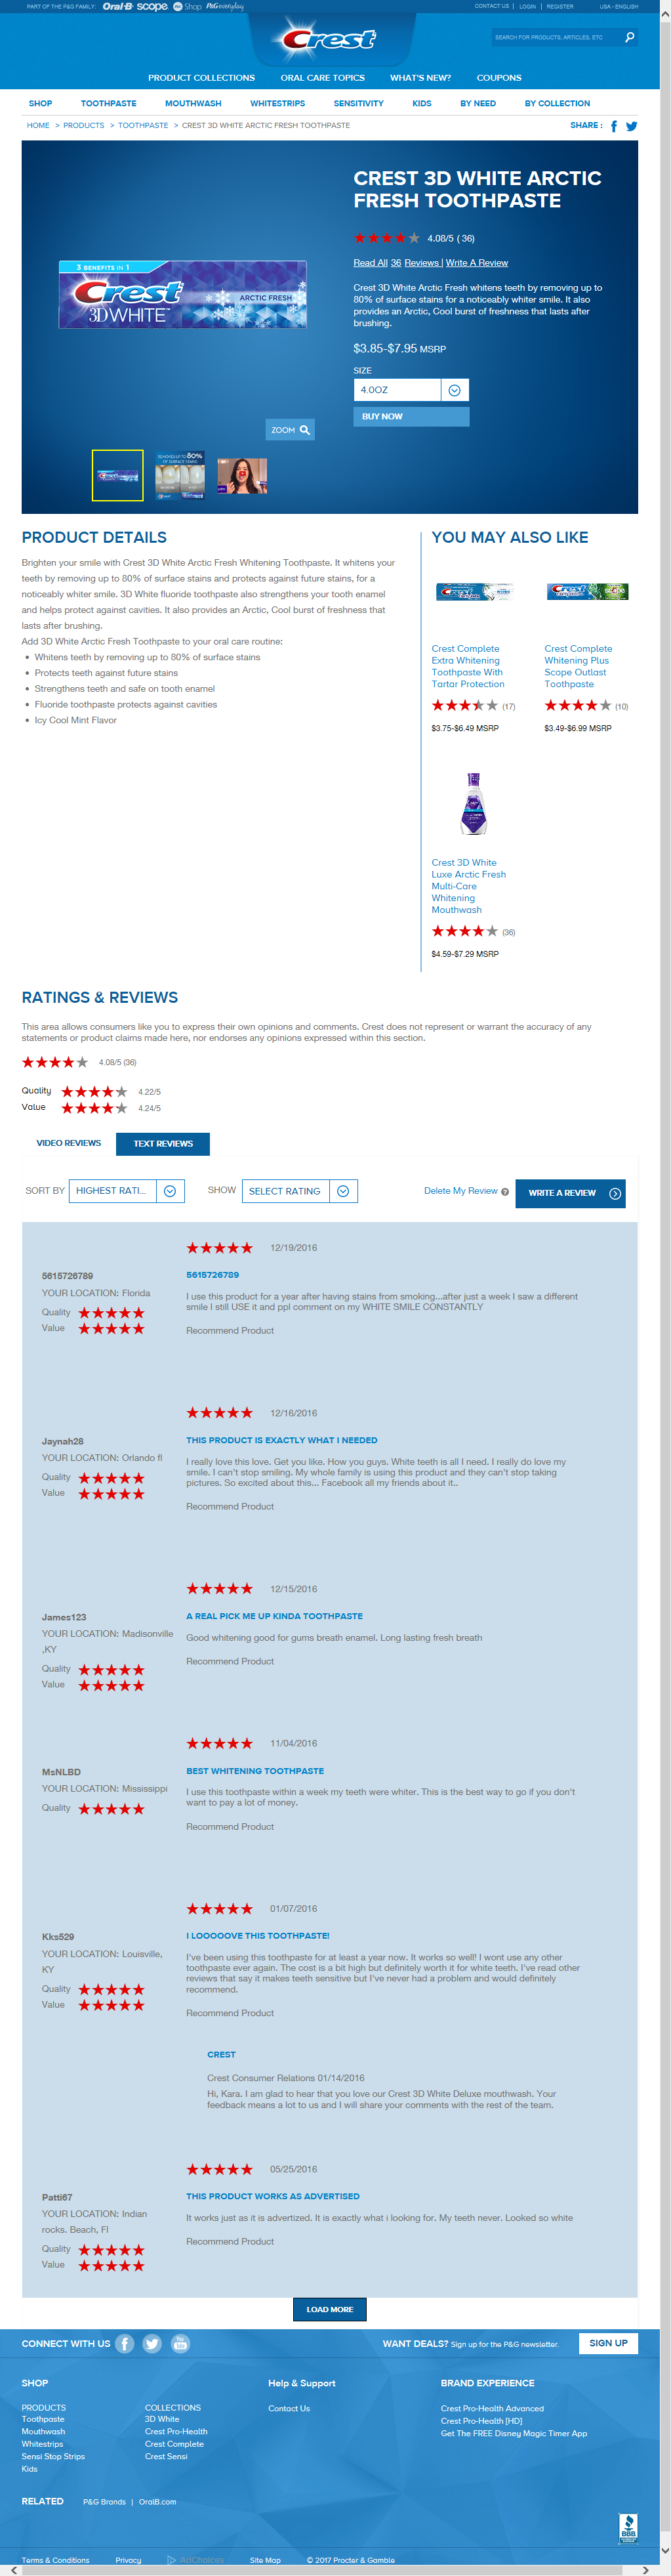 PART OF THE P&G FAMILY: Oral-B scope Shop P&Geveryday
CONTACT US | LOGIN | REGISTER USA - ENGLISH
Crest
SEARCH FOR PRODUCTS, ARTICLES, ETC
PRODUCT COLLECTIONS ORAL CARE TOPICS WHAT'S NEW? COUPONS
SHOP TOOTHPASTE MOUTHWASH WHITESTRIPS SENSITIVITY KIDS BY NEED BY COLLECTION
HOME > PRODUCTS > TOOTHPASTE > CREST 3D WHITE ARCTIC FRESH TOOTHPASTE
SHARE :
CREST 3D WHITE ARCTIC
FRESH TOOTHPASTE
4.08/5 ( 36)
Read All 36 Reviews | Write A Review
3 BENEFITS IN 1
Crest
3D WHITE
ARCTIC FRESH
Crest 3D White Arctic Fresh whitens teeth by removing up to
80% of surface stains for a noticeably whiter smile. It also
provides an Arctic, Cool burst of freshness that lasts after
brushing.
$3.85-$7.95 MSRP
SIZE
4.0OZ
BUY NOW
ZOOM
PRODUCT DETAILS
Brighten your smile with Crest 3D White Arctic Fresh Whitening Toothpaste. It whitens your
teeth by removing up to 80% of surface stains and protects against future stains, for a
noticeably whiter smile. 3D White fluoride toothpaste also strengthens your tooth enamel
and helps protect against cavities. It also provides an Arctic, Cool burst of freshness that
lasts after brushing.
Add 3D White Arctic Fresh Toothpaste to your oral care routine:
• Whitens teeth by removing up to 80% of surface stains
• Protects teeth against future stains
• Strengthens teeth and safe on tooth enamel
• Fluoride toothpaste protects against cavities
• Icy Cool Mint Flavor
YOU MAY ALSO LIKE
Crest Complete
Extra Whitening
Toothpaste With
Tartar Protection
(17)
$3.75-$6.49 MSRP
Crest Complete
Whitening Plus
Scope Outlast
Toothpaste
(10)
$3.49-$6.99 MSRP
Crest 3D White
Luxe Arctic Fresh
Multi-Care
Whitening
Mouthwash
(36)
$4.59-$7.29 MSRP
RATINGS & REVIEWS
This area allows consumers like you to express their own opinions and comments. Crest does not represent or warrant the accuracy of any
statements or product claims made here, nor endorses any opinions expressed within this section.
4.08/5 (36)
Quality 4.22/5
Value 4.24/5
VIDEO REVIEWS TEXT REVIEWS
SORT BY HIGHEST RATI... SHOW SELECT RATING Delete My Review ? WRITE A REVIEW
12/19/2016
5615726789
YOUR LOCATION: Florida
Quality
Value
5615726789
I use this product for a year after having stains from smoking...after just a week I saw a different
smile I still USE it and ppl comment on my WHITE SMILE CONSTANTLY
Recommend Product
12/16/2016
Jaynah28
YOUR LOCATION: Orlando fl
Quality
Value
THIS PRODUCT IS EXACTLY WHAT I NEEDED
I really love this love. Get you like. How you guys. White teeth is all I need. I really do love my
smile. I can't stop smiling. My whole family is using this product and they can't stop taking
pictures. So excited about this... Facebook all my friends about it..
Recommend Product
12/15/2016
James123
YOUR LOCATION: Madisonville
,KY
Quality
Value
A REAL PICK ME UP KINDA TOOTHPASTE
Good whitening good for gums breath enamel. Long lasting fresh breath
Recommend Product
11/04/2016
MsNLBD
YOUR LOCATION: Mississippi
Quality
BEST WHITENING TOOTHPASTE
I use this toothpaste within a week my teeth were whiter. This is the best way to go if you don't
want to pay a lot of money.
Recommend Product
01/07/2016
Kks529
YOUR LOCATION: Louisville,
KY
Quality
Value
I LOOOOVE THIS TOOTHPASTE!
I've been using this toothpaste for at least a year now. It works so well! I wont use any other
toothpaste ever again. The cost is a bit high but definitely worth it for white teeth. I've read other
reviews that say it makes teeth sensitive but I've never had a problem and would definitely
recommend.
Recommend Product
CREST
Crest Consumer Relations 01/14/2016
Hi, Kara. I am glad to hear that you love our Crest 3D White Deluxe mouthwash. Your
feedback means a lot to us and I will share your comments with the rest of the team.
05/25/2016
Patti67
YOUR LOCATION: Indian
rocks. Beach, Fl
Quality
Value
THIS PRODUCT WORKS AS ADVERTISED
It works just as it is advertized. It is exactly what i looking for. My teeth never. Looked so white
Recommend Product
LOAD MORE
CONNECT WITH US
WANT DEALS? Sign up for the P&G newsletter. SIGN UP
SHOP
PRODUCTS
Toothpaste
Mouthwash
Whitestrips
Sensi Stop Strips
Kids
COLLECTIONS
3D White
Crest Pro-Health
Crest Complete
Crest Sensi
Help & Support
Contact Us
BRAND EXPERIENCE
Crest Pro-Health Advanced
Crest Pro-Health [HD]
Get The FREE Disney Magic Timer App
RELATED P&G Brands | OralB.com
BBB
Terms & Conditions Privacy AdChoices Site Map © 2017 Procter & Gamble